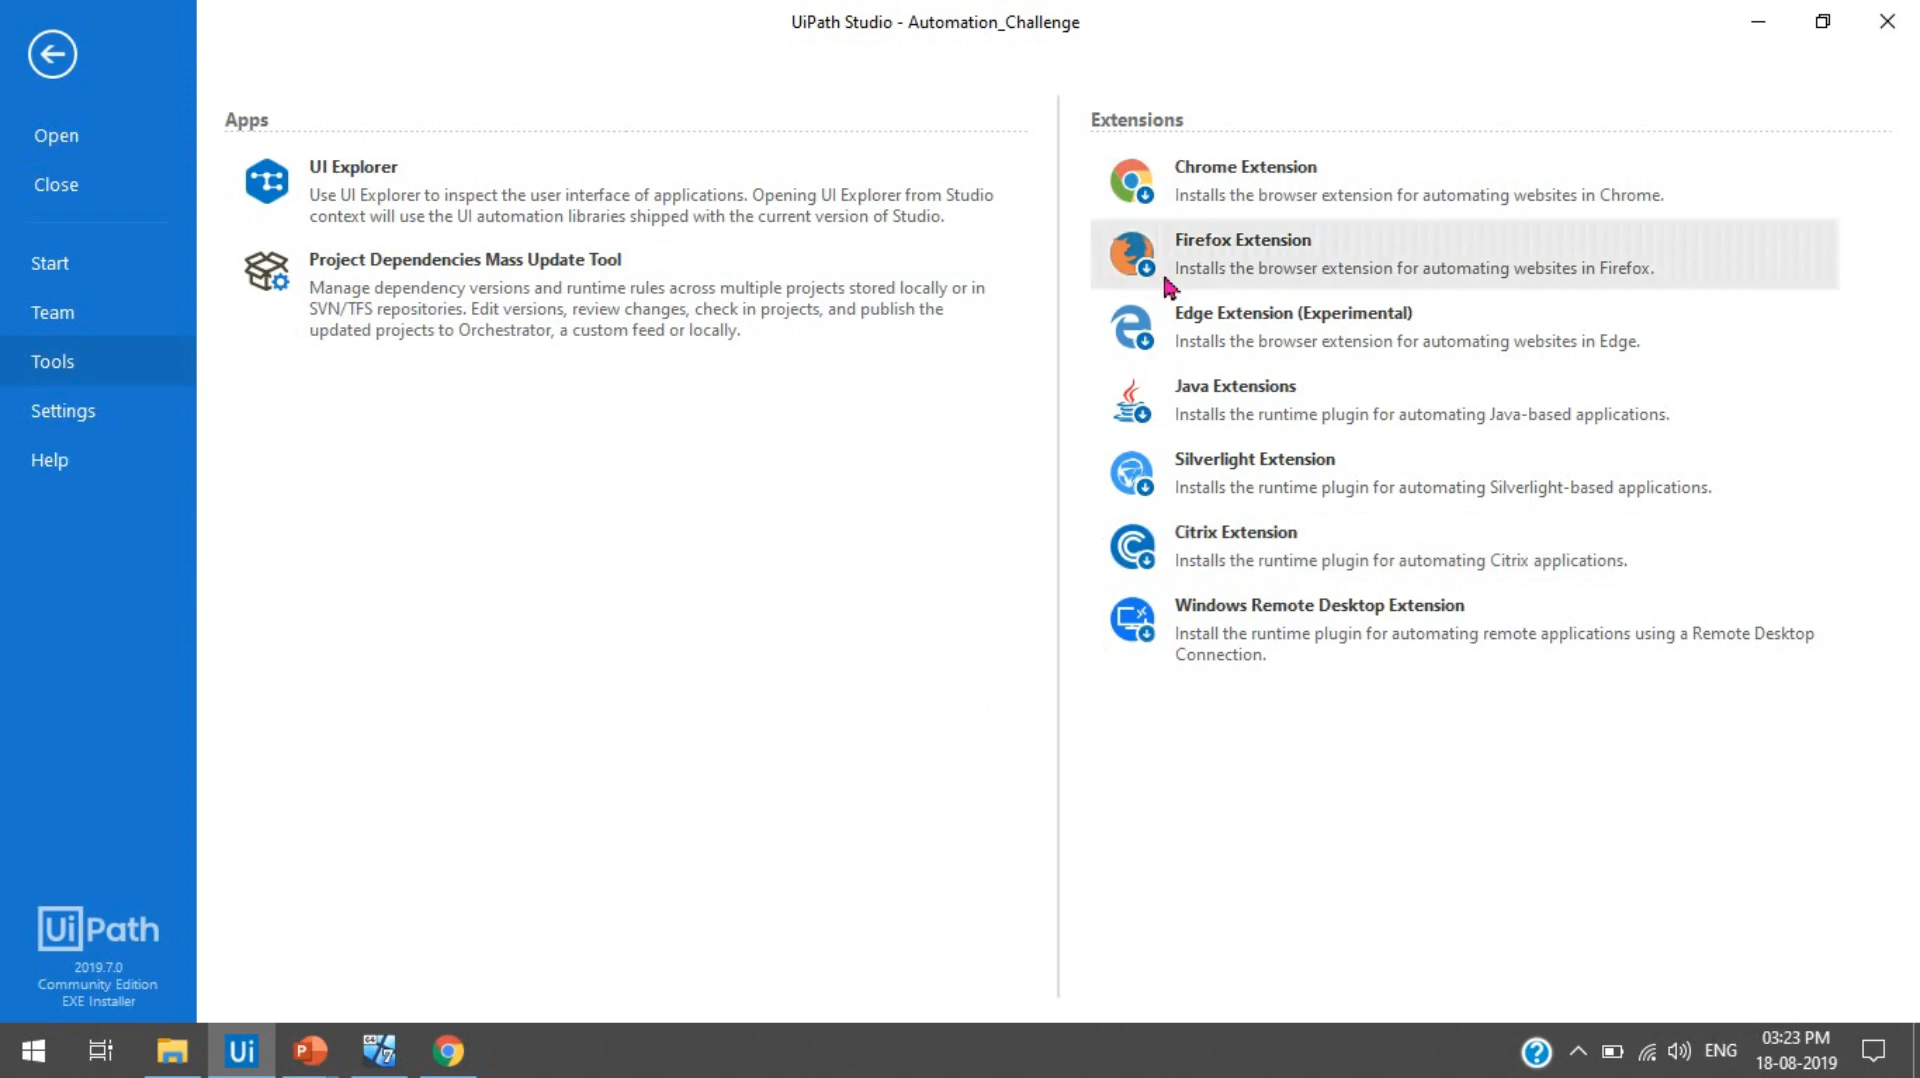 UiPath Studio - Automation_Challenge
Open
Close
Start
Team
Tools
Settings
Help
UiPath
2019.7.0
Community Edition
EXE Installer
Apps
UI Explorer
Use UI Explorer to inspect the user interface of applications. Opening UI Explorer from Studio
context will use the UI automation libraries shipped with the current version of Studio.
Project Dependencies Mass Update Tool
Manage dependency versions and runtime rules across multiple projects stored locally or in
SVN/TFS repositories. Edit versions, review changes, check in projects, and publish the
updated projects to Orchestrator, a custom feed or locally.
Extensions
Chrome Extension
Installs the browser extension for automating websites in Chrome.
Firefox Extension
Installs the browser extension for automating websites in Firefox.
Edge Extension (Experimental)
Installs the browser extension for automating websites in Edge.
Java Extensions
Installs the runtime plugin for automating Java-based applications.
Silverlight Extension
Installs the runtime plugin for automating Silverlight-based applications.
Citrix Extension
Installs the runtime plugin for automating Citrix applications.
Windows Remote Desktop Extension
Install the runtime plugin for automating remote applications using a Remote Desktop
Connection.
Ui
P
64
7
?
ENG
03:23 PM
18-08-2019